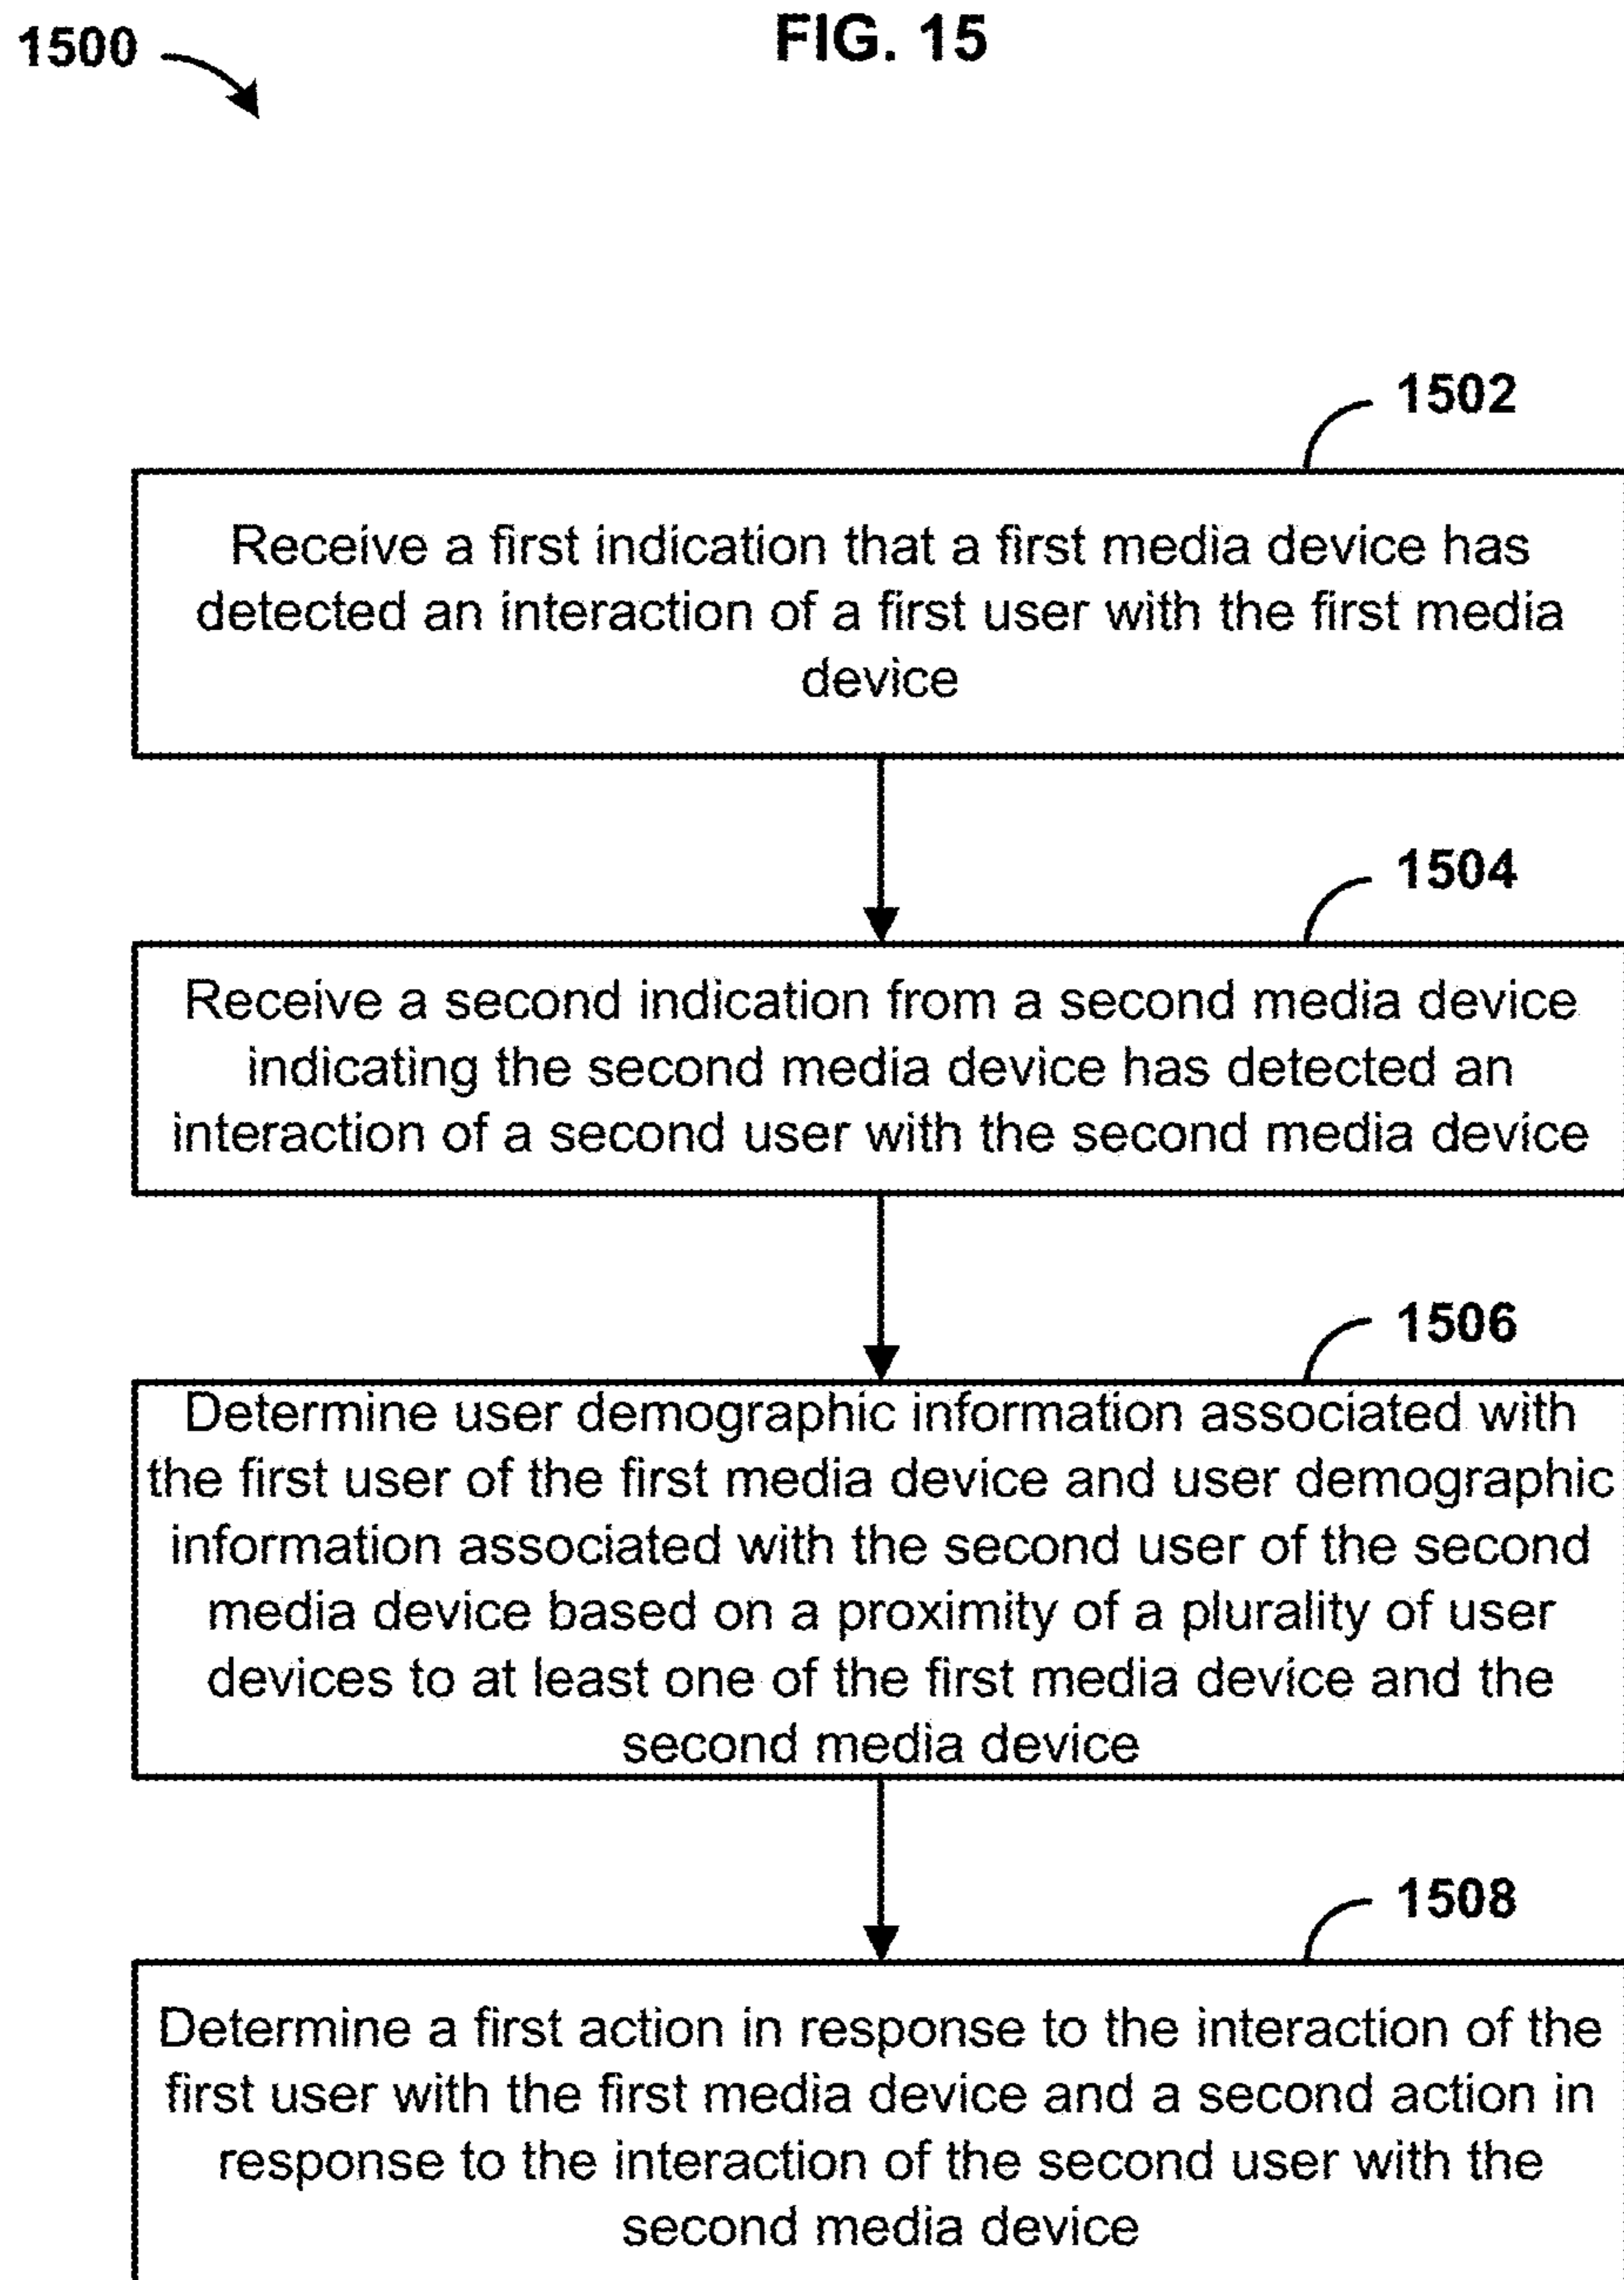 FIG. 15
1500
1502
Receive a first indication that a first media device has
detected an interaction of a first user with the first media
device
1504
Receive a second indication from a second media device
indicating the second media device has detected an
interaction of a second user with the second media device
1506
Determine user demographic information associated with
the first user of the first media device and user demographic
information associated with the second user of the second
media device based on a proximity of a plurality of user
devices to at least one of the first media device and the
second media device
1508
Determine a first action in response to the interaction of the
first user with the first media device and a second action in
response to the interaction of the second user with the
second media device